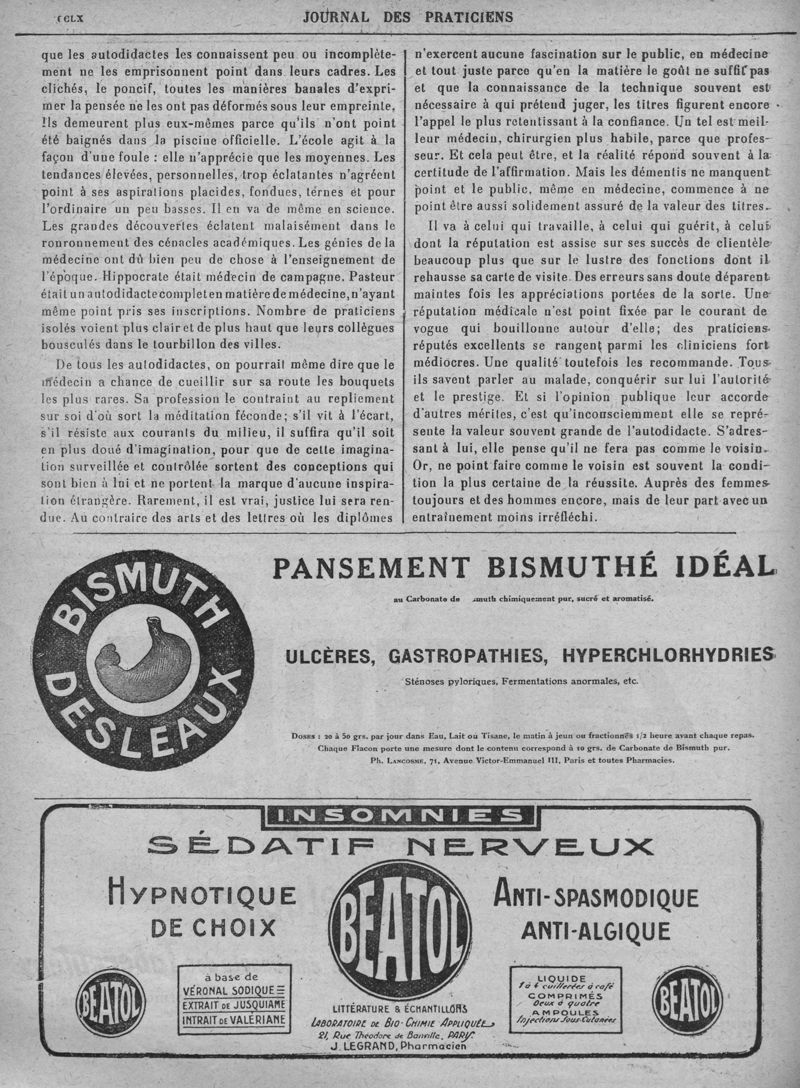 CCLX
JOURNAL DES PRATICIENS
que les autodidactes les connaissent peu ou incomplète-
ment ne les emprisonnent point dans leurs cadres. Les
clichés, le poncif, toutes les manières banales d'expri-
mer la pensée ne les ont pas déformés sous leur empreinte.
Ils demeurent plus eux-mêmes parce qu'ils n'ont point
été baignés dans la piscine officielle. L'école agit à la
façon d'une foule : elle n'apprécie que les moyennes. Les
tendances élevées, personnelles, trop éclatantes n'agréent
point à ses aspirations placides, fondues, ternes et pour
l'ordinaire un peu basses. Il en va de même en science.
Les grandes découvertes éclatent malaisément dans le
ronronnement des cénacles académiques. Les génies de la
médecine ont dû bien peu de chose à l'enseignement de
l'époque. Hippocrate était médecin de campagne. Pasteur
était un autodidacte complet en matière de médecine, n'ayant
même point pris ses inscriptions. Nombre de praticiens
isolés voient plus clair et de plus haut que leurs collègues
bousculés dans le tourbillon des villes.
De tous les autodidactes, on pourrait même dire que le
médecin a chance de cueillir sur sa route les bouquets
les plus rares. Sa profession le contraint au repliement
sur soi d'où sort la méditation féconde; s'il vit à l'écart,
s'il résiste aux courants du milieu, il suffira qu'il soit
en plus doué d'imagination, pour que de cette imagina-
tion surveillée et contrôlée sortent des conceptions qui
sont bien à lui et ne portent la marque d'aucune inspira-
tion étrangère. Rarement, il est vrai, justice lui sera ren-
due. Au contraire des arts et des lettres où les diplômes
n'exercent aucune fascination sur le public, en médecine
et tout juste parce qu'en la matière le goût ne suffit pas
et que la connaissance de la technique souvent est
nécessaire à qui prétend juger, les titres figurent encore
l'appel le plus retentissant à la confiance. Un tel est meil-
leur médecin, chirurgien plus habile, parce que profes-
seur. Et cela peut être, et la réalité répond souvent à la
certitude de l'affirmation. Mais les démentis ne manquent
point et le public, même en médecine, commence à ne
point être aussi solidement assuré de la valeur des titres.
Il va à celui qui travaille, à celui qui guérit, à celui
dont la réputation est assise sur ses succès de clientèle
beaucoup plus que sur le lustre des fonctions dont il
rehausse sa carte de visite. Des erreurs sans doute déparent
maintes fois les appréciations portées de la sorte. Une
réputation médicale n'est point fixée par le courant de
vogue qui bouillonne autour d'elle; des praticiens
réputés excellents se rangent parmi les cliniciens fort
médiocres. Une qualité toutefois les recommande. Tous
ils savent parler au malade, conquérir sur lui l'autorité
et le prestige. Et si l'opinion publique leur accorde
d'autres mérites, c'est qu'inconsciemment elle se repré-
sente la valeur souvent grande de l'autodidacte. S'adres-
sant à lui, elle pense qu'il ne fera pas comme le voisin.
Or, ne point faire comme le voisin est souvent la condi-
tion la plus certaine de la réussite. Auprès des femmes
toujours et des hommes encore, mais de leur part avec un
entraînement moins irréfléchi.
BISMUTH
DESLEAUX
PANSEMENT BISMUTHÉ IDÉAL
au Carbonate de muth chimiquement pur, sucré et aromatisé.
ULCÈRES, GASTROPATHIES, HYPERCHLORHYDRIES
Sténoses pyloriques, Fermentations anormales, etc.
DOSES : 20 à 50 grs. par jour dans Eau, Lait ou Tisane, le matin à jeun ou fractionnés 1/2 heure avant chaque repas.
Chaque Flacon porte une mesure dont le contenu correspond à 10 grs. de Carbonate de Bismuth pur.
Ph. LANCOSME, 71, Avenue Victor-Emmanuel III, Paris et toutes Pharmacies.
INSOMNIES
SÉDATIF NERVEUX
HYPNOTIQUE
DE CHOIX
BEATOL
ANTI-SPASMODIQUE
ANTI-ALGIQUE
BEATOL
à base de
VÉRONAL SODIQUE
EXTRAIT DE JUSQUIAME
INTRAIT DE VALÉRIANE
LITTÉRATURE & ÉCHANTILLONS
LABORATOIRE DE BIO-CHIMIE APPLIQUÉE
21, Rue Théodore de Banville, PARIS
J. LEGRAND, Pharmacien
LIQUIDE
1 à 4 cuillerées à café
COMPRIMÉS
Deux à quatre
AMPOULES
Injections Sous-Cutanées
BEATOL